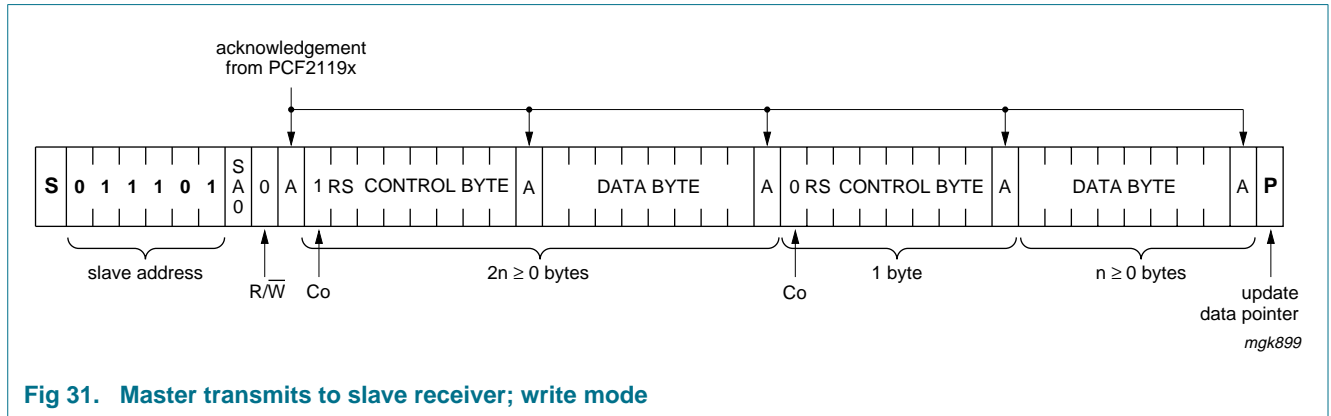 acknowledgement
from PCF2119x
S 0 1 1 1 0 1 SA0 0 A 1 RS CONTROL BYTE A DATA BYTE A 0 RS CONTROL BYTE A DATA BYTE A P
slave address
2n ≥ 0 bytes
1 byte
n ≥ 0 bytes
R/W̅ Co Co
update
data pointer
mgk899
Fig 31. Master transmits to slave receiver; write mode